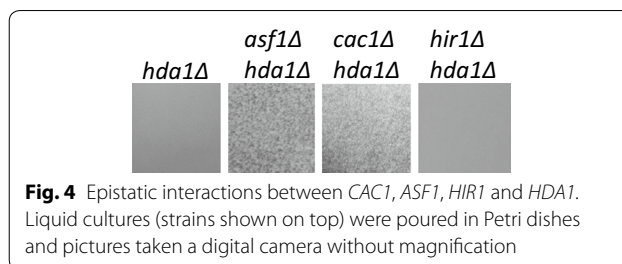 asf1Δ cac1Δ hir1Δ
hda1Δ hda1Δ hda1Δ hda1Δ
Fig. 4 Epistatic interactions between CAC1, ASF1, HIR1 and HDA1.
Liquid cultures (strains shown on top) were poured in Petri dishes
and pictures taken a digital camera without magnification